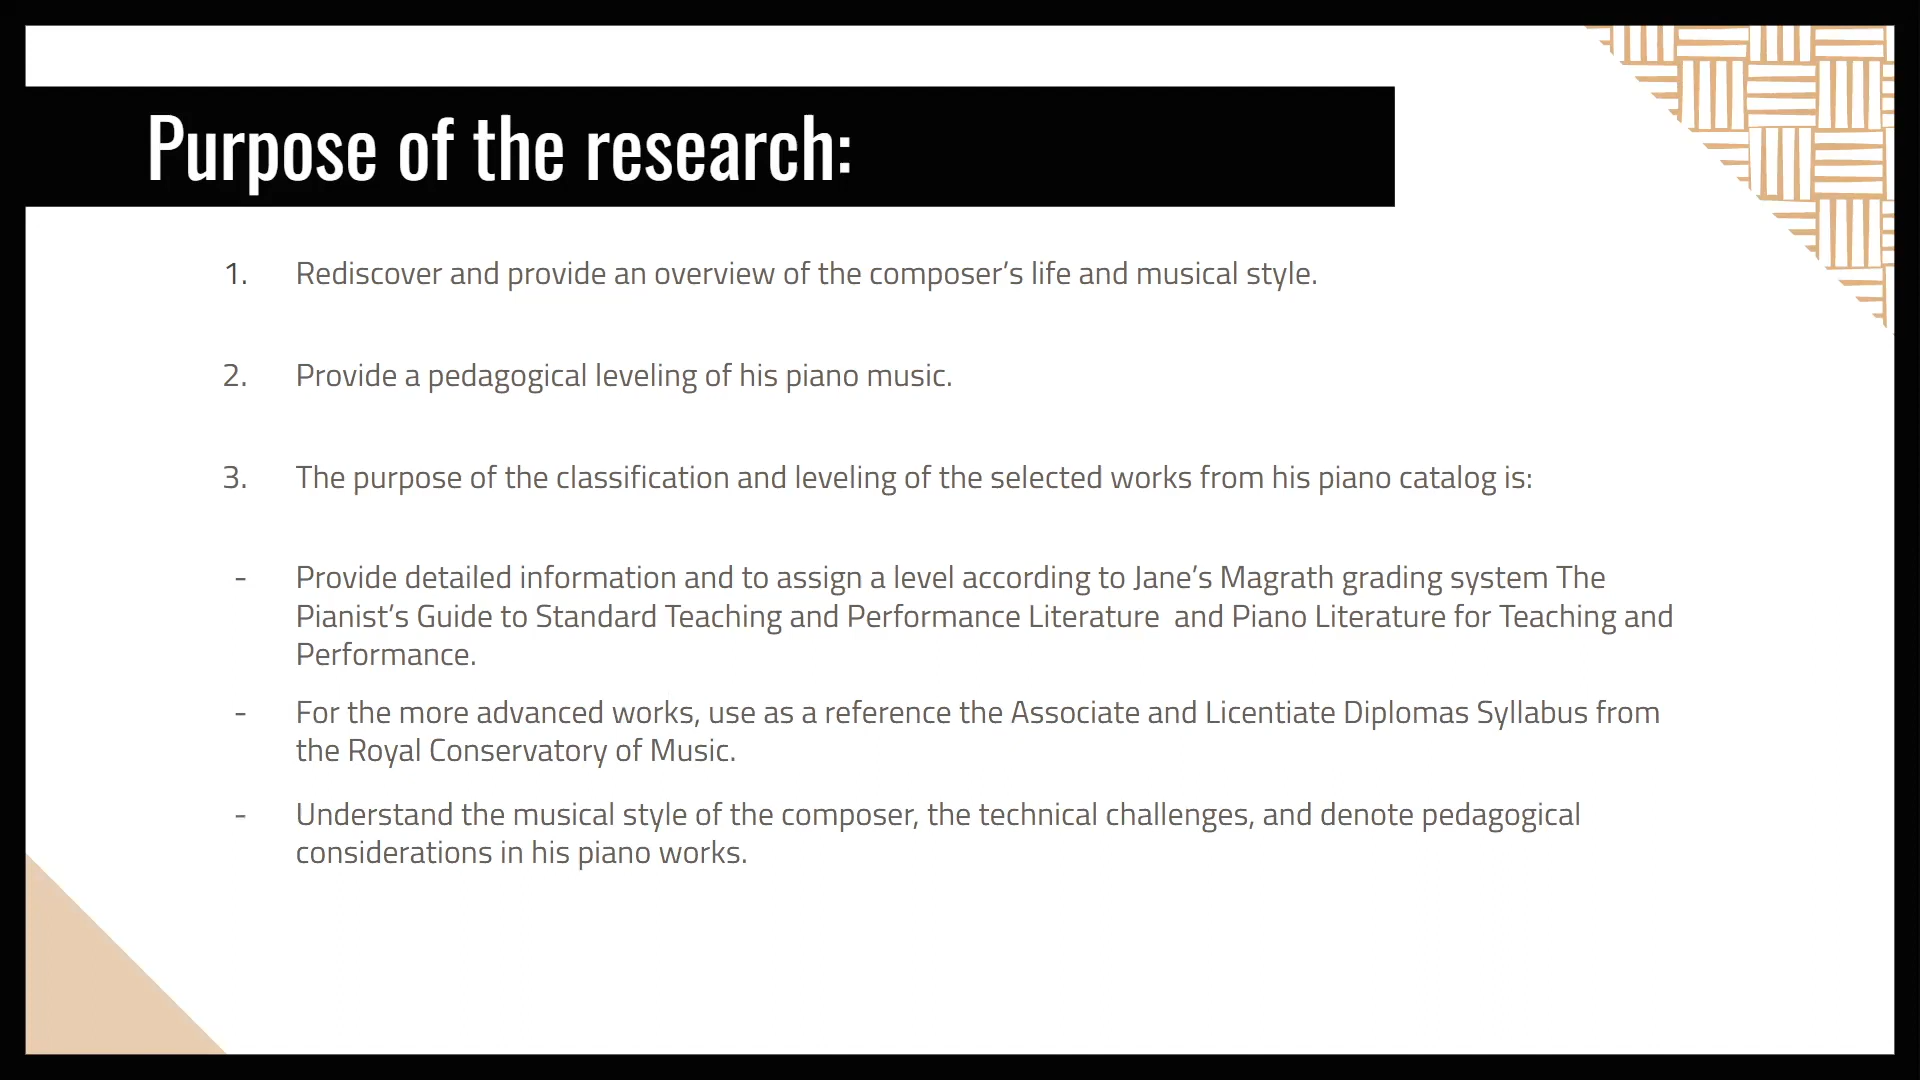 Purpose of the research:
1. Rediscover and provide an overview of the composer’s life and musical style.
2. Provide a pedagogical leveling of his piano music.
3. The purpose of the classification and leveling of the selected works from his piano catalog is:
- Provide detailed information and to assign a level according to Jane’s Magrath grading system The
Pianist’s Guide to Standard Teaching and Performance Literature  and Piano Literature for Teaching and
Performance.
- For the more advanced works, use as a reference the Associate and Licentiate Diplomas Syllabus from
the Royal Conservatory of Music.
- Understand the musical style of the composer, the technical challenges, and denote pedagogical
considerations in his piano works.